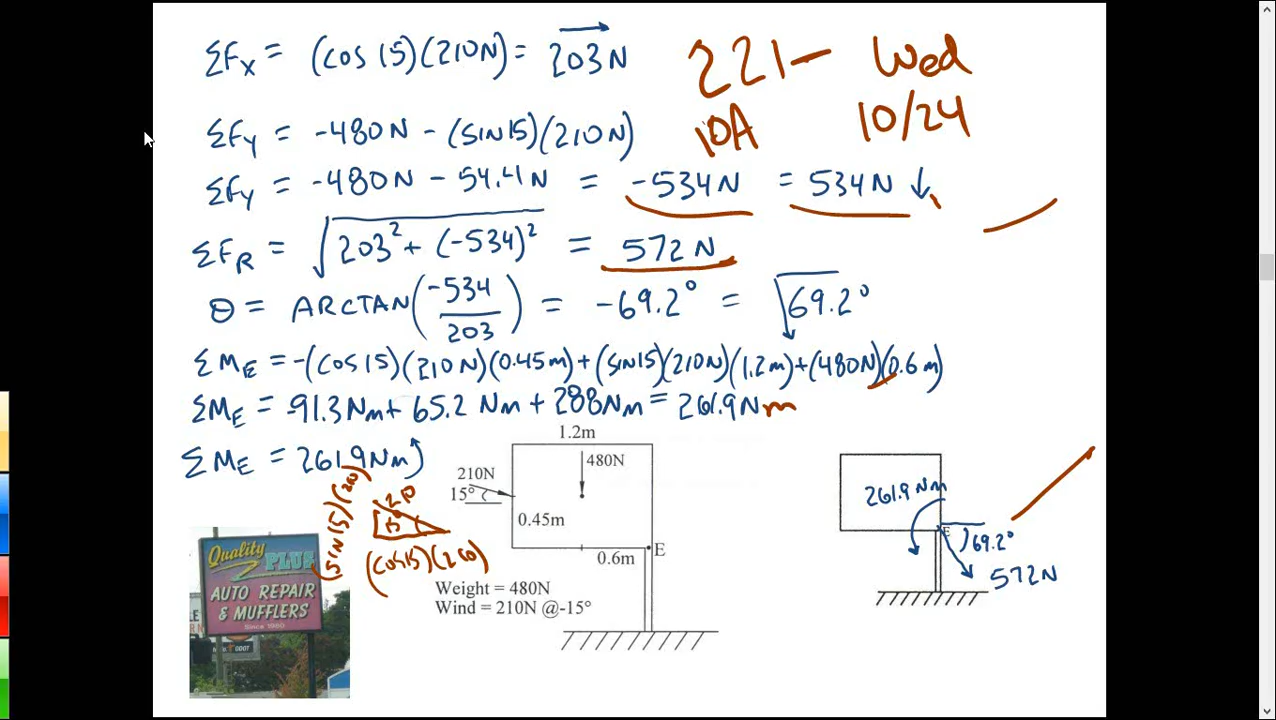 ΣFx = (cos 15)(210N) = 203N
221- Wed
10A 10/24
ΣFy = -480N - (sin15)(210N)
ΣFy = -480N - 54.4N = -534N = 534N ↓
ΣFR = √203² + (-534)² = 572N
Θ = ARCTAN(-534/203) = -69.2° = 69.2°
ΣME = -(cos 15)(210N)(0.45m) + (sin15)(210N)(1.2m) + (480N)(0.6m)
ΣME = -91.3Nm + 65.2Nm + 288Nm = 261.9Nm
ΣME = 261.9Nm
1.2m
480N
210N
15°
0.45m
0.6m E
Weight = 480N
Wind = 210N @-15°
(sin15)(210)
210
15
(cos15)(210)
261.9Nm
E
69.2°
572N
Quality
PLUS
AUTO REPAIR
& MUFFLERS
Since 1980